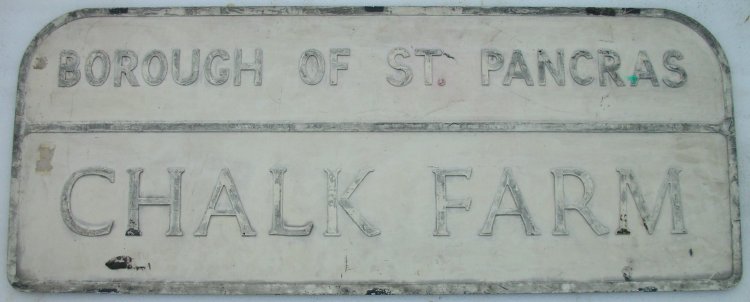 BOROUGH OF ST. PANCRAS
CHALK FARM